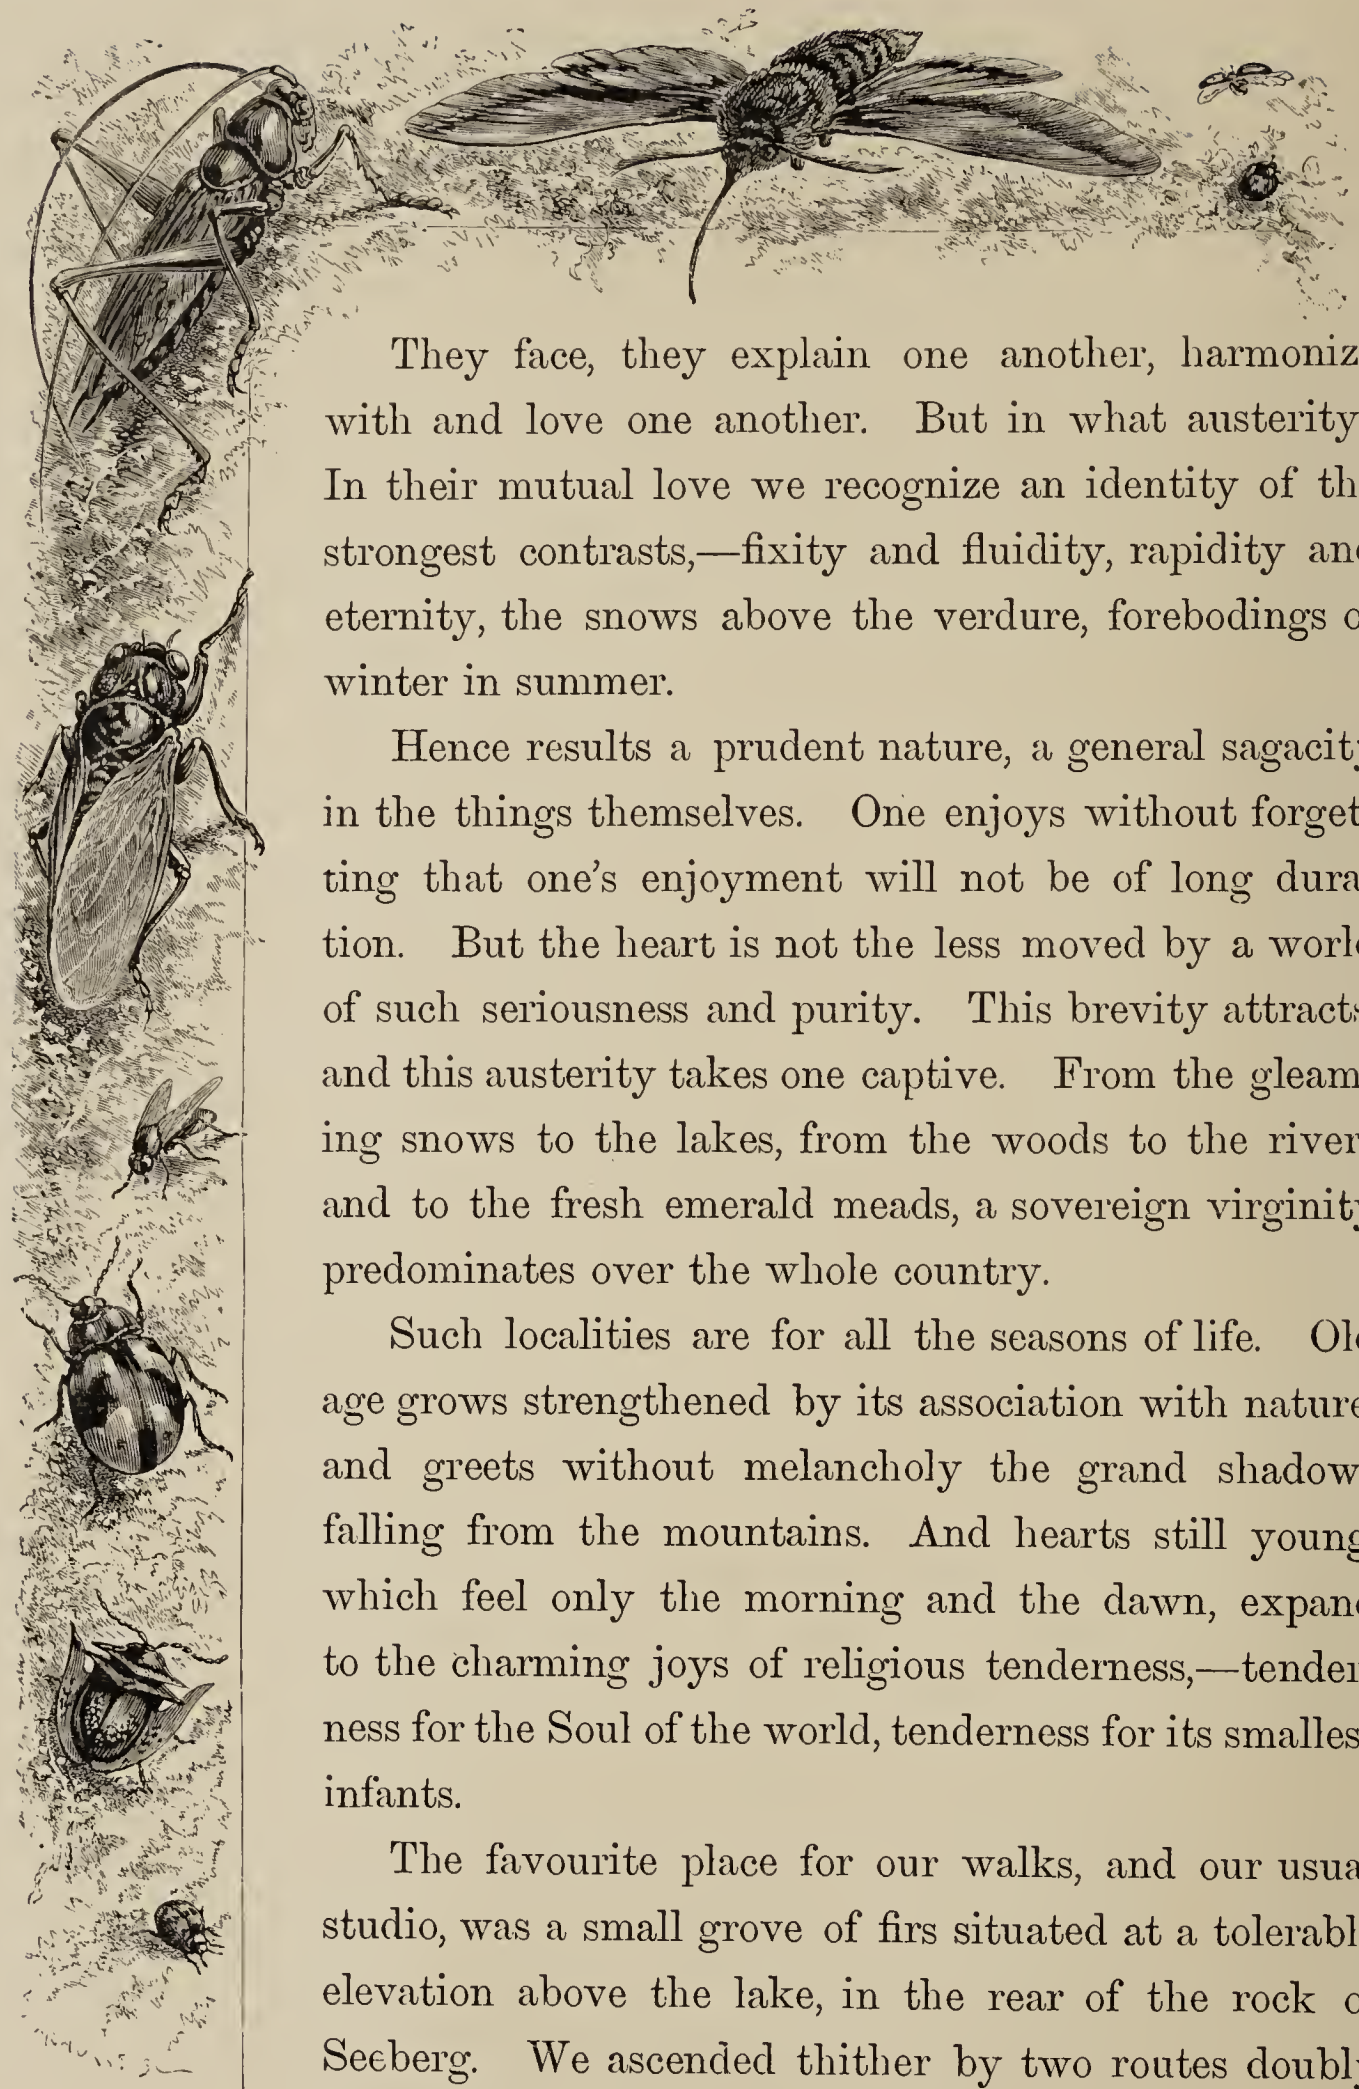 They face, they explain one another, harmoniz
with and love one another. But in what austerity
In their mutual love we recognize an identity of th
strongest contrasts,—fixity and fluidity, rapidity an
eternity, the snows above the verdure, forebodings o
winter in summer.
Hence results a prudent nature, a general sagacity
in the things themselves. One enjoys without forget
ting that one's enjoyment will not be of long dura
tion. But the heart is not the less moved by a worl
of such seriousness and purity. This brevity attracts
and this austerity takes one captive. From the gleam
ing snows to the lakes, from the woods to the river
and to the fresh emerald meads, a sovereign virginity
predominates over the whole country.
Such localities are for all the seasons of life. Ol
age grows strengthened by its association with nature
and greets without melancholy the grand shadow
falling from the mountains. And hearts still young
which feel only the morning and the dawn, expan
to the charming joys of religious tenderness,—tender
ness for the Soul of the world, tenderness for its smalles
infants.
The favourite place for our walks, and our usua
studio, was a small grove of firs situated at a tolerabl
elevation above the lake, in the rear of the rock o
Seeberg. We ascended thither by two routes doubly